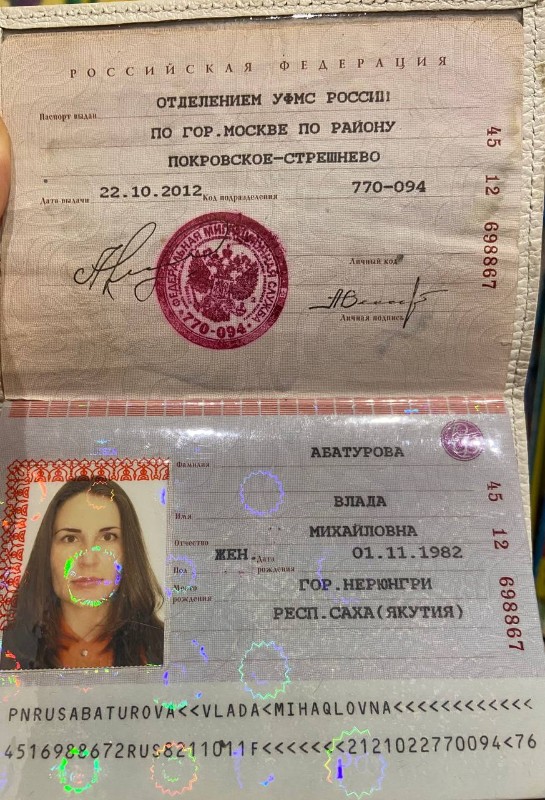 РОССИЙСКАЯ ФЕДЕРАЦИЯ
Паспорт выдан ОТДЕЛЕНИЕМ УФМС РОССИИ
ПО ГОР.МОСКВЕ ПО РАЙОНУ
ПОКРОВСКОЕ-СТРЕШНЕВО
Дата выдачи 22.10.2012 Код подразделения 770-094
45 12 698867
ФЕДЕРАЛЬНАЯ МИГРАЦИОННАЯ СЛУЖБА
770-094
Личный код
Личная подпись
Фамилия АБАТУРОВА
Имя ВЛАДА
Отчество МИХАЙЛОВНА
Пол ЖЕН. Дата рождения 01.11.1982
Место рождения ГОР.НЕРЮНГРИ
РЕСП.САХА(ЯКУТИЯ)
45 12 698867
PNRUSABATUROVA<<VLADA<MIHAQLOVNA<<<<<<<<<<<<